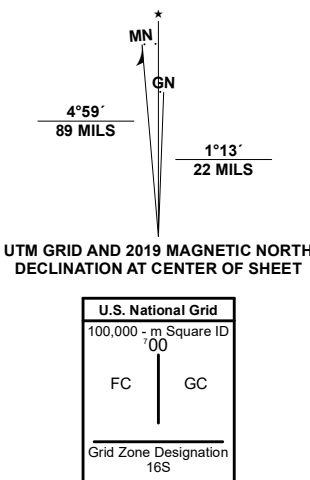 ★
MN
GN
4°59´
89 MILS
1°13´
22 MILS
UTM GRID AND 2019 MAGNETIC NORTH
DECLINATION AT CENTER OF SHEET
U.S. National Grid
100,000 - m Square ID
⁷00
FC GC
Grid Zone Designation
16S